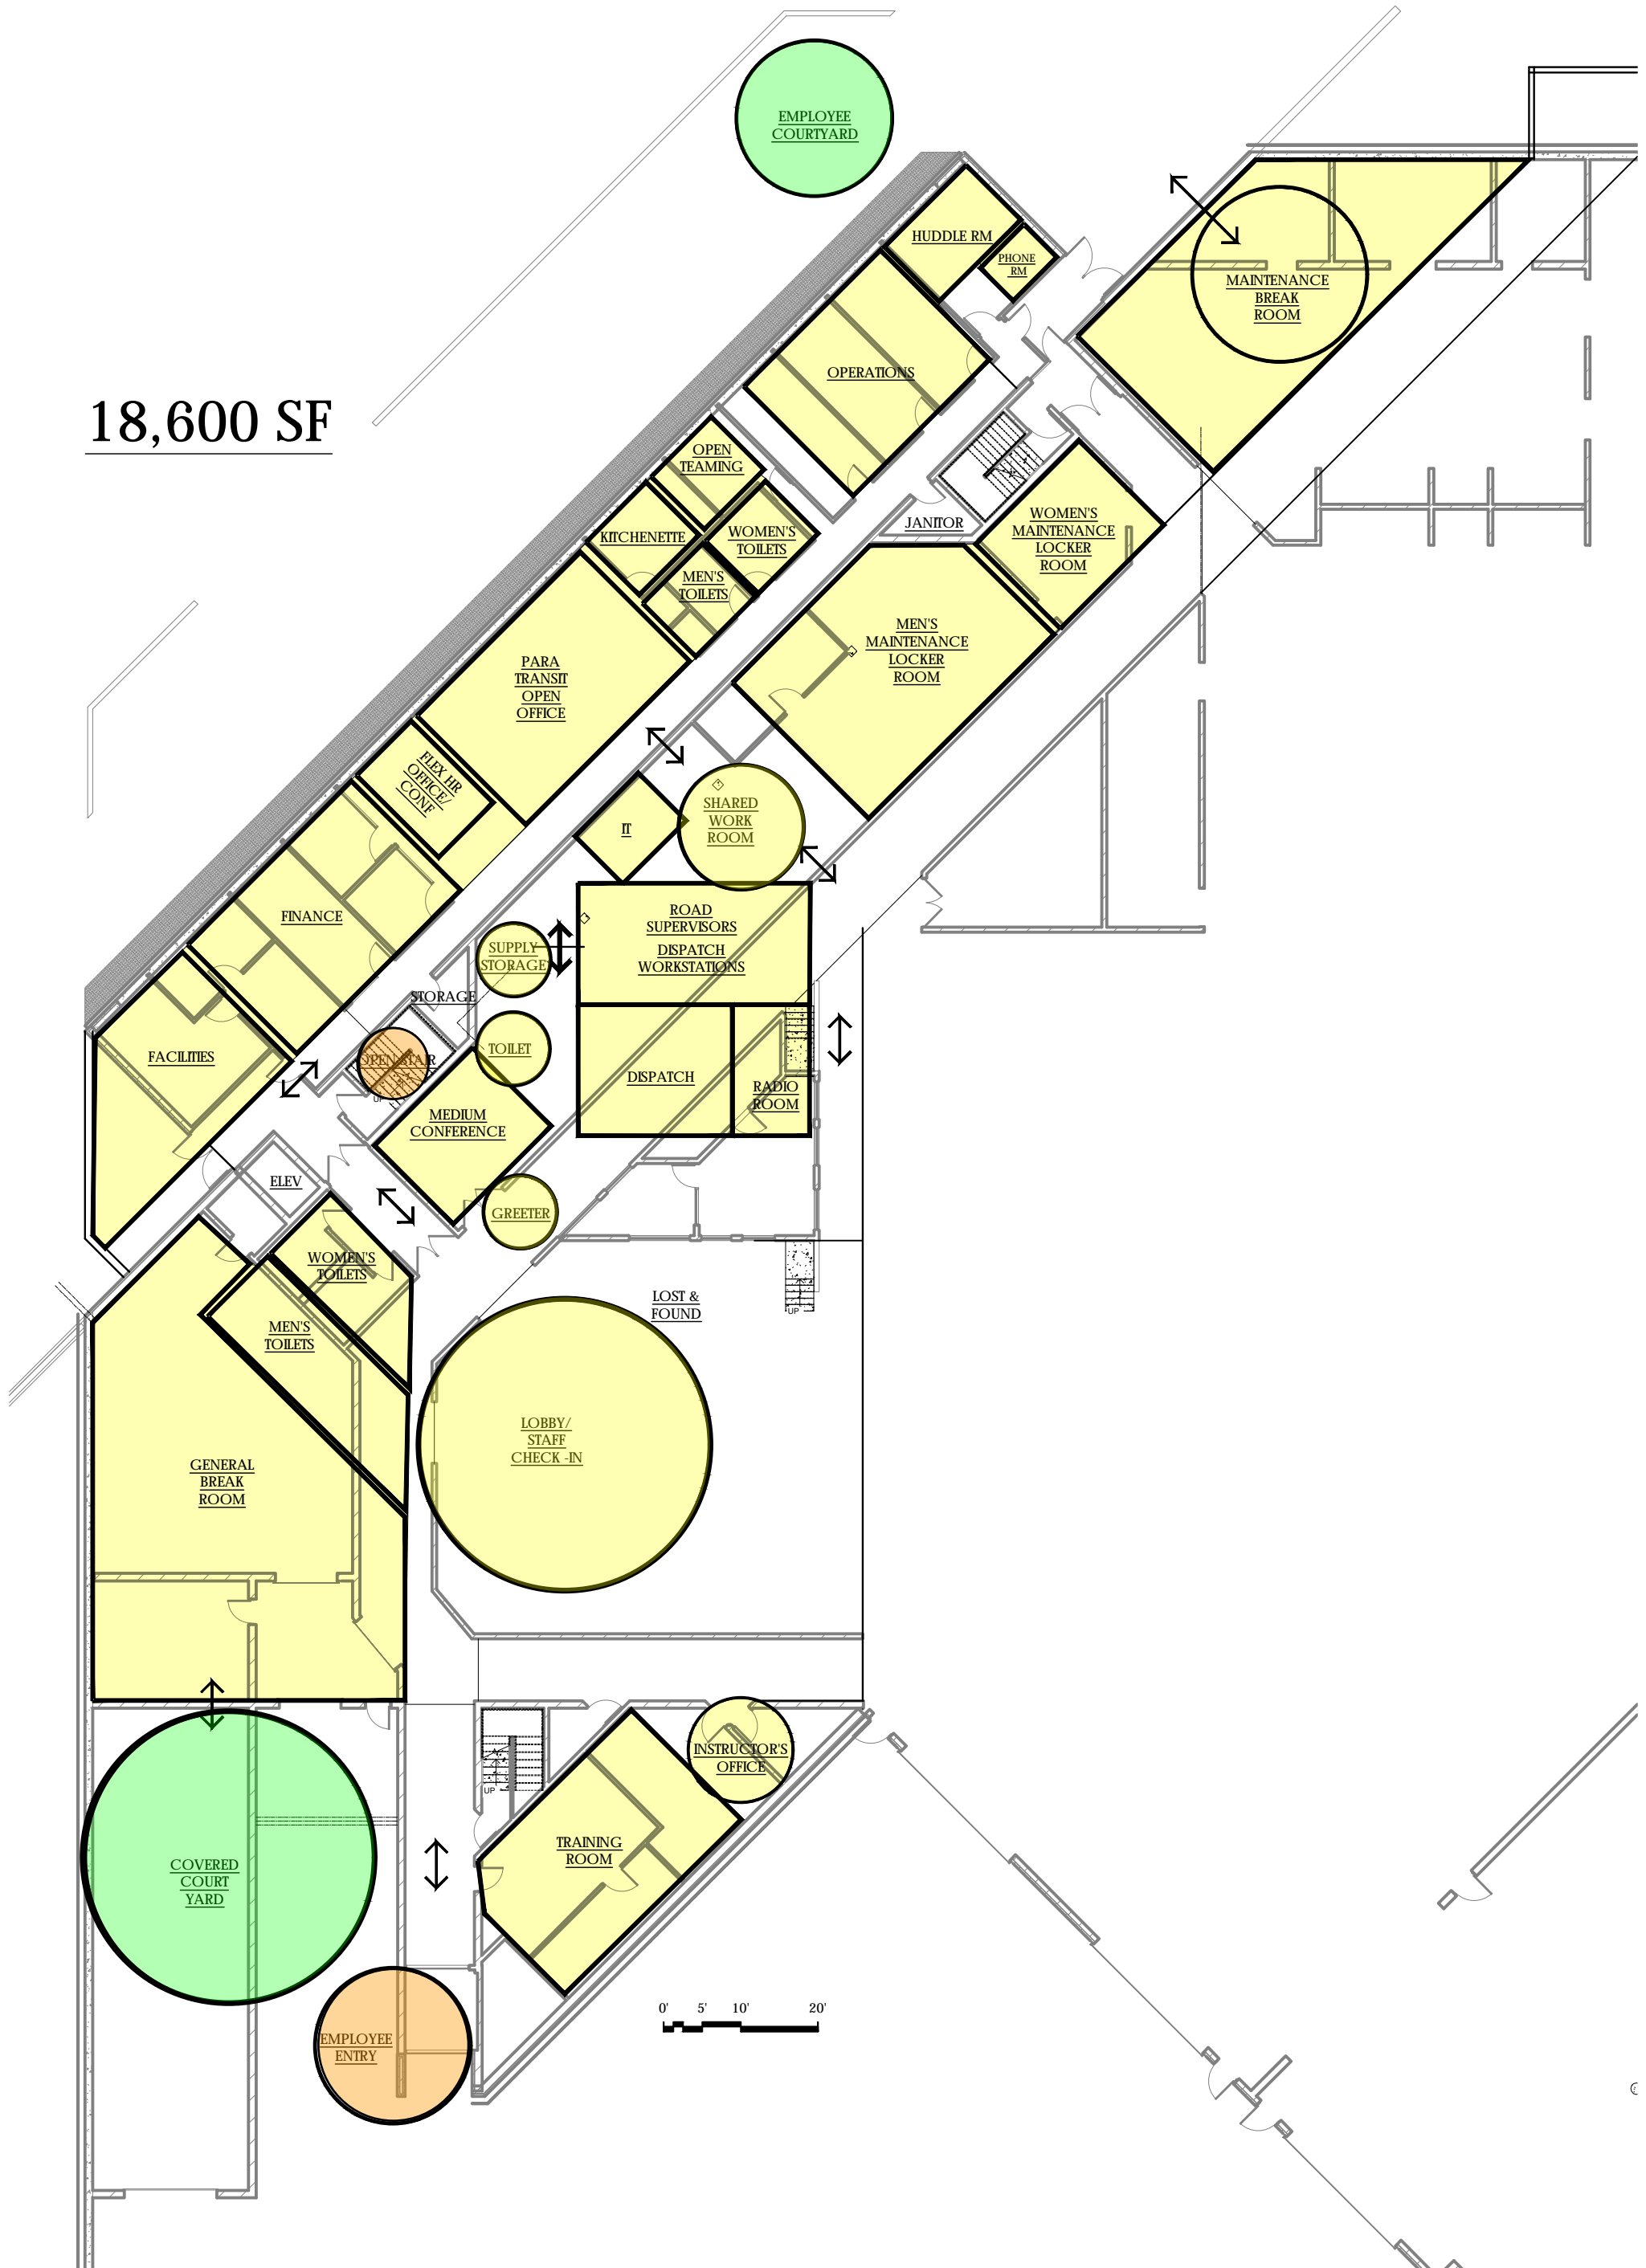 EMPLOYEE
COURTYARD
HUDDLE RM
PHONE
RM
MAINTENANCE
BREAK
ROOM
OPERATIONS
18,600 SF
OPEN
TEAMING
KITCHENETTE
WOMEN'S
TOILETS
MEN'S
TOILETS
JANITOR
WOMEN'S
MAINTENANCE
LOCKER
ROOM
MEN'S
MAINTENANCE
LOCKER
ROOM
PARA
TRANSIT
OPEN
OFFICE
FLEX HR
OFFICE/
CONF
IT
SHARED
WORK
ROOM
FINANCE
ROAD
SUPERVISORS
DISPATCH
WORKSTATIONS
SUPPLY
STORAGE
STORAGE
FACILITIES
OPEN STAIR
UP
TOILET
DISPATCH
RADIO
ROOM
MEDIUM
CONFERENCE
ELEV
GREETER
WOMEN'S
TOILETS
MEN'S
TOILETS
LOST &
FOUND
UP
LOBBY/
STAFF
CHECK -IN
GENERAL
BREAK
ROOM
INSTRUCTOR'S
OFFICE
UP
TRAINING
ROOM
COVERED
COURT
YARD
0' 5' 10' 20'
EMPLOYEE
ENTRY